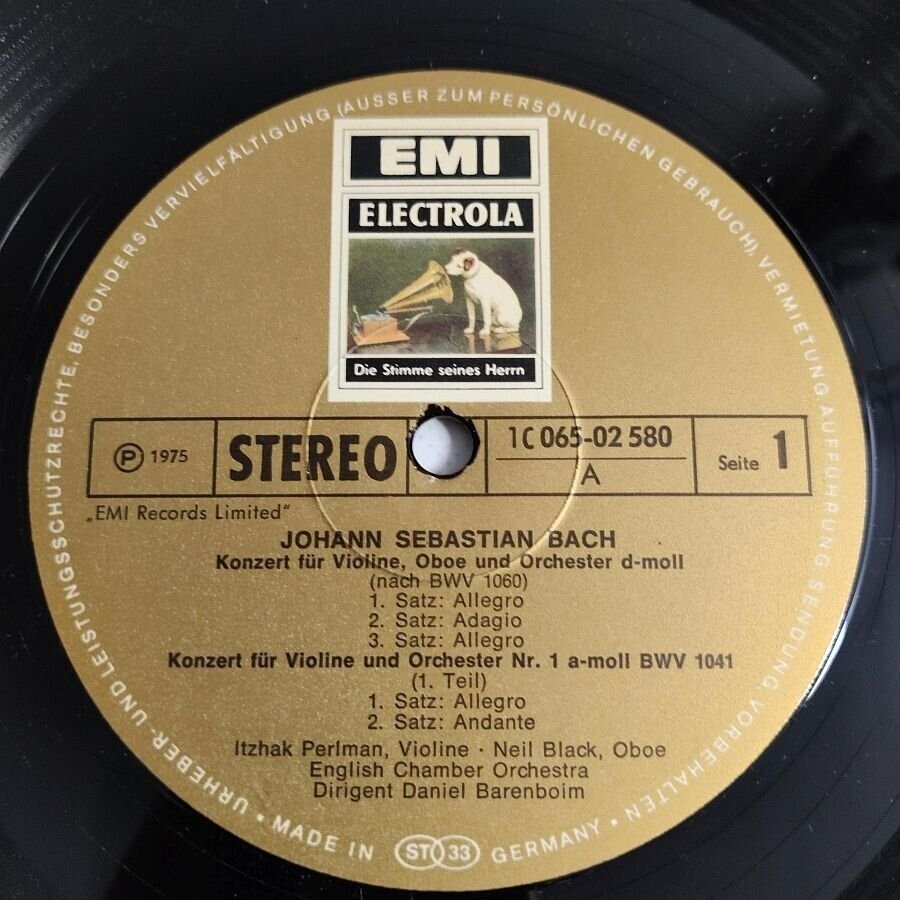 URHEBER- UND LEISTUNGSSCHUTZRECHTE, BESONDERS VERVIELFÄLTIGUNG (AUSSER ZUM PERSÖNLICHEN GEBRAUCH), VERMIETUNG, AUFFÜHRUNG, SENDUNG, VORBEHALTEN •
EMI
ELECTROLA
Die Stimme seines Herrn
Ⓟ 1975
STEREO
1 C 065-02 580
A
Seite 1
„EMI Records Limited“
JOHANN SEBASTIAN BACH
Konzert für Violine, Oboe und Orchester d-moll
(nach BWV 1060)
1. Satz: Allegro
2. Satz: Adagio
3. Satz: Allegro
Konzert für Violine und Orchester Nr. 1 a-moll BWV 1041
(1. Teil)
1. Satz: Allegro
2. Satz: Andante
Itzhak Perlman, Violine · Neil Black, Oboe
English Chamber Orchestra
Dirigent Daniel Barenboim
• MADE IN ST 33 GERMANY •